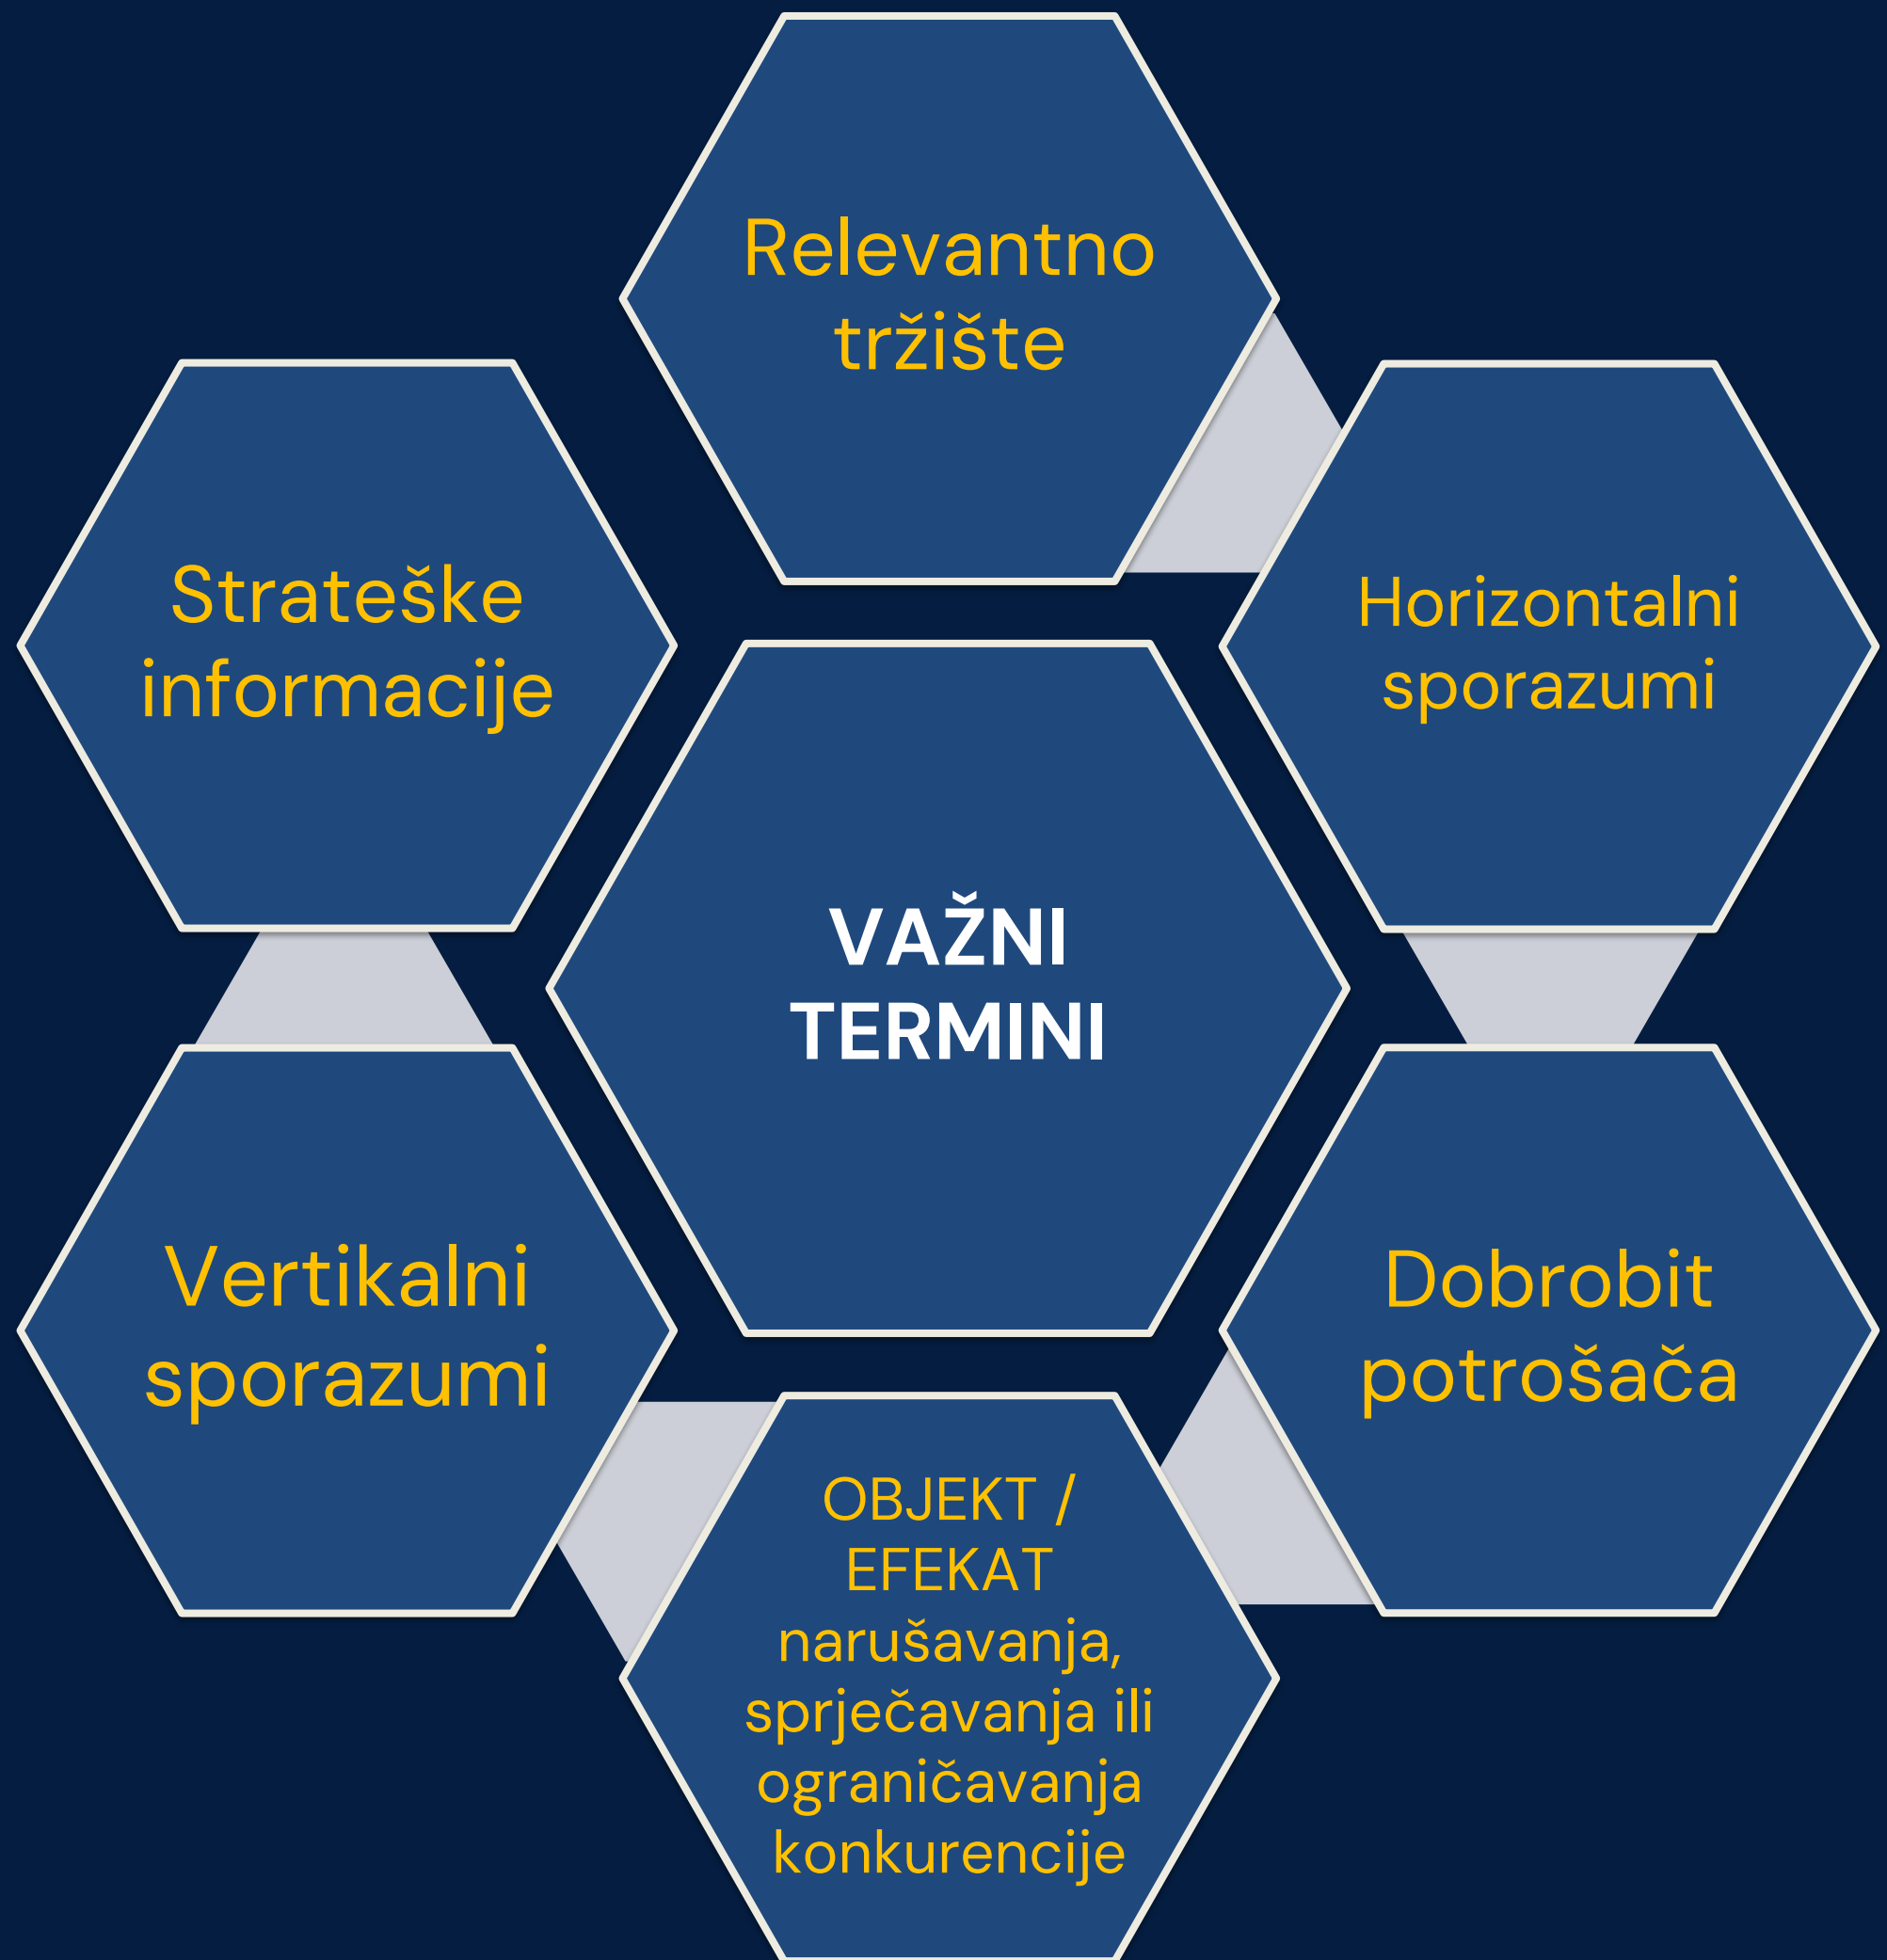 Relevantno
tržište
Horizontalni
sporazumi
Dobrobit
potrošača
OBJEKT /
EFEKAT
narušavanja,
sprječavanja ili
ograničavanja
konkurencije
Vertikalni
sporazumi
Strateške
informacije
VAŽNI
TERMINI